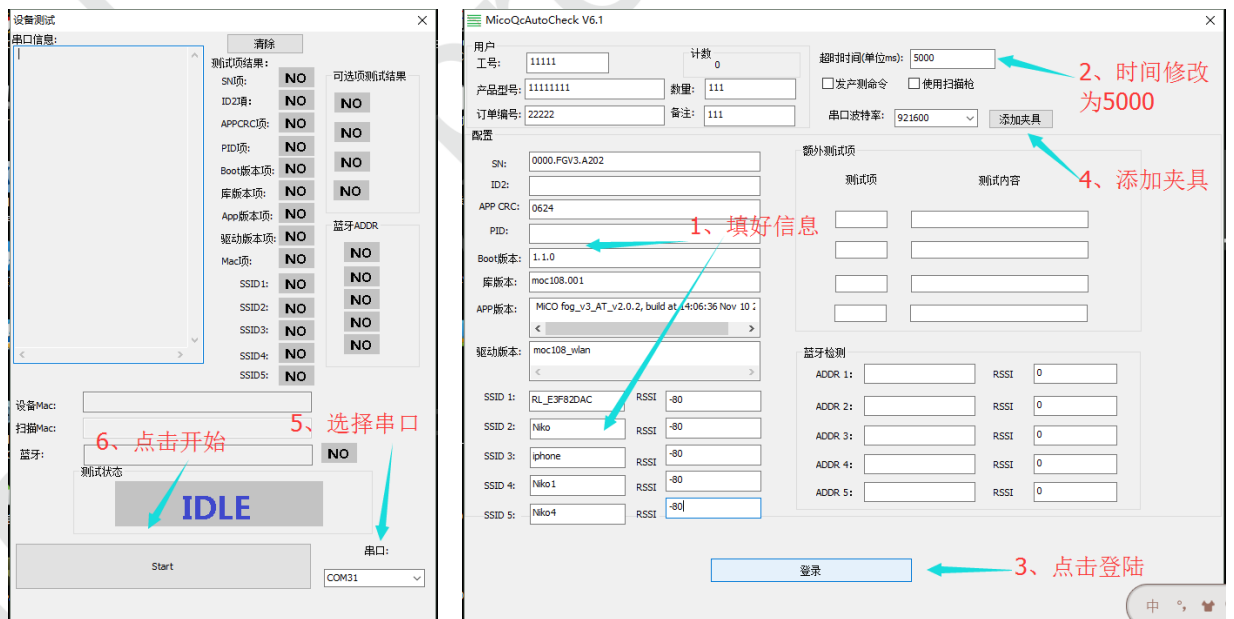 设备测试
串口信息:
清除
测试项结果:
SN项: NO
ID2项: NO
APPCRC项: NO
PID项: NO
Boot版本项: NO
库版本项: NO
App版本项: NO
驱动版本项: NO
Mac项: NO
SSID1: NO
SSID2: NO
SSID3: NO
SSID4: NO
SSID5: NO
可选项测试结果
NO
NO
NO
NO
蓝牙ADDR
NO
NO
NO
NO
NO
设备Mac:
扫描Mac:
蓝牙: NO
测试状态
IDLE
Start
串口:
COM31
5、选择串口
6、点击开始
MicoQcAutoCheck V6.1
用户
工号: 11111
计数
0
产品型号: 11111111 数量: 111
订单编号: 22222 备注: 111
超时时间(单位ms): 5000
发产测命令 使用扫描枪
串口波特率: 921600 添加夹具
2、时间修改
为5000
4、添加夹具
配置
SN: 0000.FGV3.A202
ID2:
APP CRC: 0624
PID:
1、填好信息
Boot版本: 1.1.0
库版本: moc108.001
APP版本: MiCO fog_v3_AT_v2.0.2, build at 14:06:36 Nov 10 2
驱动版本: moc108_wlan
SSID 1: RL_E3F82DAC RSSI -80
SSID 2: Niko RSSI -80
SSID 3: iphone RSSI -80
SSID 4: Niko1 RSSI -80
SSID 5: Niko4 RSSI -80
额外测试项
测试项 测试内容
蓝牙检测
ADDR 1: RSSI 0
ADDR 2: RSSI 0
ADDR 3: RSSI 0
ADDR 4: RSSI 0
ADDR 5: RSSI 0
登录
3、点击登陆
中 °,